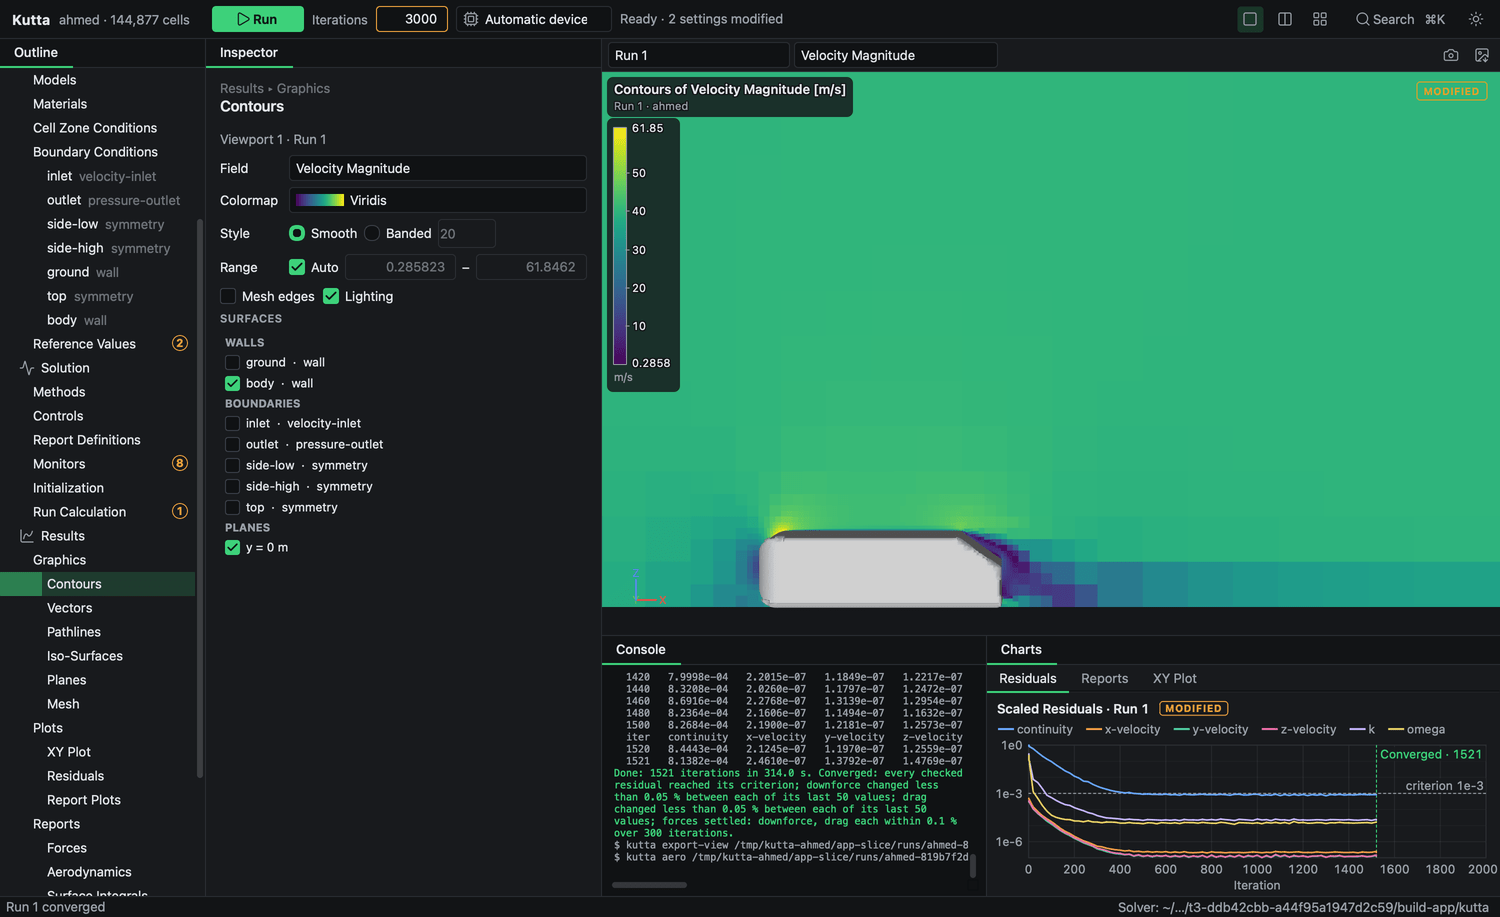 Kutta ahmed · 144,877 cells Run Iterations 3000 Automatic device Ready · 2 settings modified Search ⌘K
Outline
Models
Materials
Cell Zone Conditions
Boundary Conditions
inlet velocity-inlet
outlet pressure-outlet
side-low symmetry
side-high symmetry
ground wall
top symmetry
body wall
Reference Values 2
Solution
Methods
Controls
Report Definitions
Monitors 8
Initialization
Run Calculation 1
Results
Graphics
Contours
Vectors
Pathlines
Iso-Surfaces
Planes
Mesh
Plots
XY Plot
Residuals
Report Plots
Reports
Forces
Aerodynamics
Surface Integrals
Inspector
Results ▸ Graphics
Contours
Viewport 1 · Run 1
Field Velocity Magnitude
Colormap Viridis
Style Smooth Banded 20
Range Auto 0.285823 – 61.8462
Mesh edges Lighting
SURFACES
WALLS
ground · wall
body · wall
BOUNDARIES
inlet · velocity-inlet
outlet · pressure-outlet
side-low · symmetry
side-high · symmetry
top · symmetry
PLANES
y = 0 m
Run 1 Velocity Magnitude
Contours of Velocity Magnitude [m/s]
Run 1 · ahmed
MODIFIED
61.85
50
40
30
20
10
0.2858
m/s
X
Console
1420 7.9998e-04 2.2015e-07 1.1849e-07 1.2217e-07
1440 8.3208e-04 2.0260e-07 1.1797e-07 1.2472e-07
1460 8.6916e-04 2.2768e-07 1.3139e-07 1.2954e-07
1480 8.2364e-04 2.1606e-07 1.1494e-07 1.1632e-07
1500 8.2684e-04 2.1900e-07 1.2181e-07 1.2573e-07
iter continuity x-velocity y-velocity z-velocity
1520 8.4443e-04 2.1245e-07 1.1970e-07 1.2559e-07
1521 8.1382e-04 2.4610e-07 1.3792e-07 1.4769e-07
Done: 1521 iterations in 314.0 s. Converged: every checked
residual reached its criterion; downforce changed less
than 0.05 % between each of its last 50 values; drag
changed less than 0.05 % between each of its last 50
values; forces settled: downforce, drag each within 0.1 %
over 300 iterations.
$ kutta export-view /tmp/kutta-ahmed/app-slice/runs/ahmed-8
$ kutta aero /tmp/kutta-ahmed/app-slice/runs/ahmed-819b7f2d
Charts
Residuals Reports XY Plot
Scaled Residuals · Run 1 MODIFIED
continuity x-velocity y-velocity z-velocity k omega
1e0
1e-3
1e-6
Converged · 1521
criterion 1e-3
0 200 400 600 800 1000 1200 1400 1600 1800 2000
Iteration
Run 1 converged
Solver: ~/.../t3-ddb42cbb-a44f95a1947d2c59/build-app/kutta